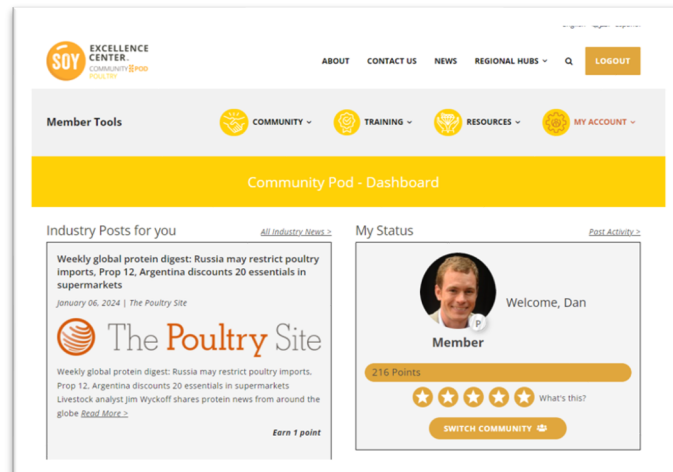 English Español
SOY EXCELLENCE
CENTER.
COMMUNITY POD
POULTRY
ABOUT CONTACT US NEWS REGIONAL HUBS LOGOUT
Member Tools COMMUNITY TRAINING RESOURCES MY ACCOUNT
Community Pod - Dashboard
Industry Posts for you All Industry News >
Weekly global protein digest: Russia may restrict poultry
imports, Prop 12, Argentina discounts 20 essentials in
supermarkets
January 06, 2024 | The Poultry Site
The Poultry Site
Weekly global protein digest: Russia may restrict poultry imports,
Prop 12, Argentina discounts 20 essentials in supermarkets
Livestock analyst Jim Wyckoff shares protein news from around the
globe Read More >
Earn 1 point
My Status Past Activity >
P
Welcome, Dan
Member
216 Points
What's this?
SWITCH COMMUNITY